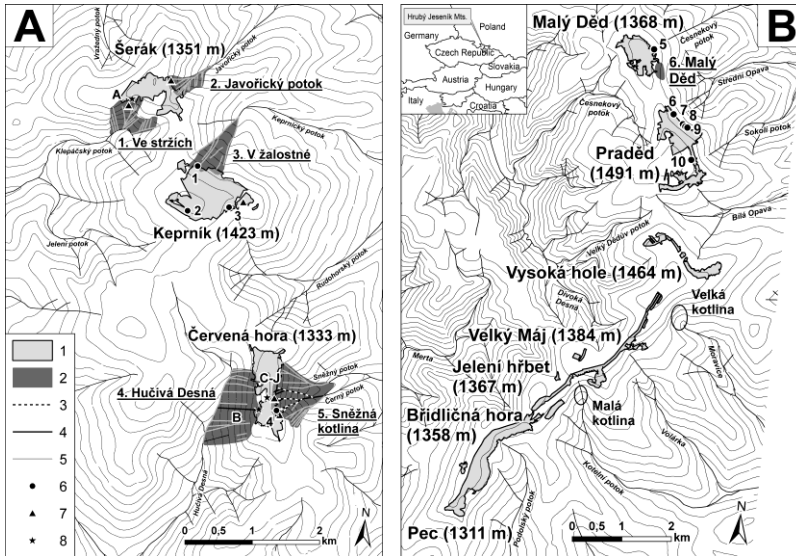 A
Šerák (1351 m)
Vražedný potok
Javořický potok
A
2. Javořický potok
1. Ve stržích
Klepáčský potok
Keprnický potok
3. V žalostné
1
2
3
Keprník (1423 m)
Jelení potok
Rudohorský potok
Červená hora (1333 m)
Sněžný potok
C-J
4. Hučivá Desná
Černý potok
B
4
5. Sněžná
kotlina
Hučivá Desná
1
2
3
4
5
6
7
8
0 0,5 1 2
km
N
B
Hrubý Jeseník Mts.
Germany
Poland
Czech Republic
Slovakia
Austria
Hungary
Italy
Croatia
Malý Děd (1368 m)
5
Česnekový
potok
6. Malý
Děd
Střední Opava
Česnekový
potok
6
7
8
9
Sokolí potok
Praděd
(1491 m)
10
Bílá Opava
Velký Dědův potok
Vysoká hole (1464 m)
Divoká
Desná
Velká
kotlina
Velký Máj (1384 m)
Merta
Moravice
Jelení hřbet
(1367 m)
Břidličná hora
(1358 m)
Malá
kotlina
Volárka
Kotelní potok
Podolský potok
Pec (1311 m)
0 0,5 1 2
km
N